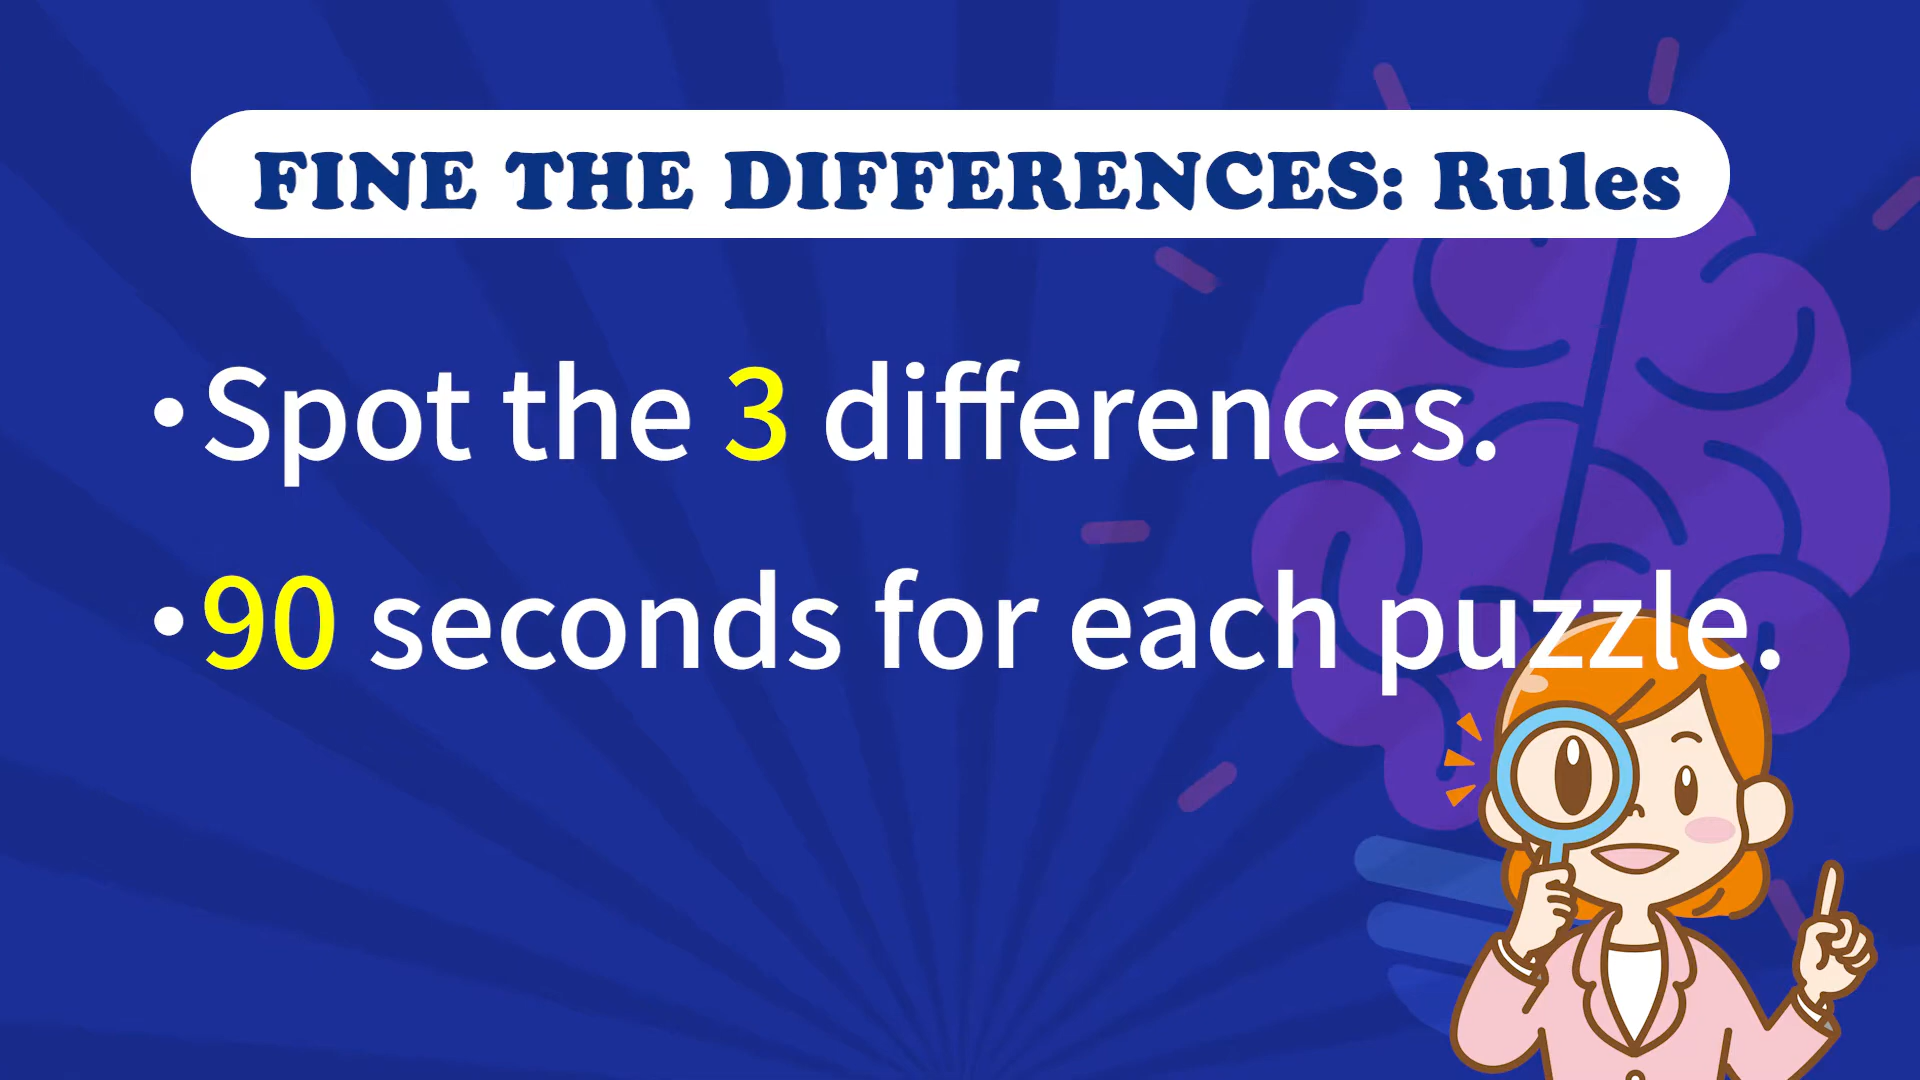 FINE THE DIFFERENCES: Rules
•Spot the 3 differences.
•90 seconds for each puzzle.